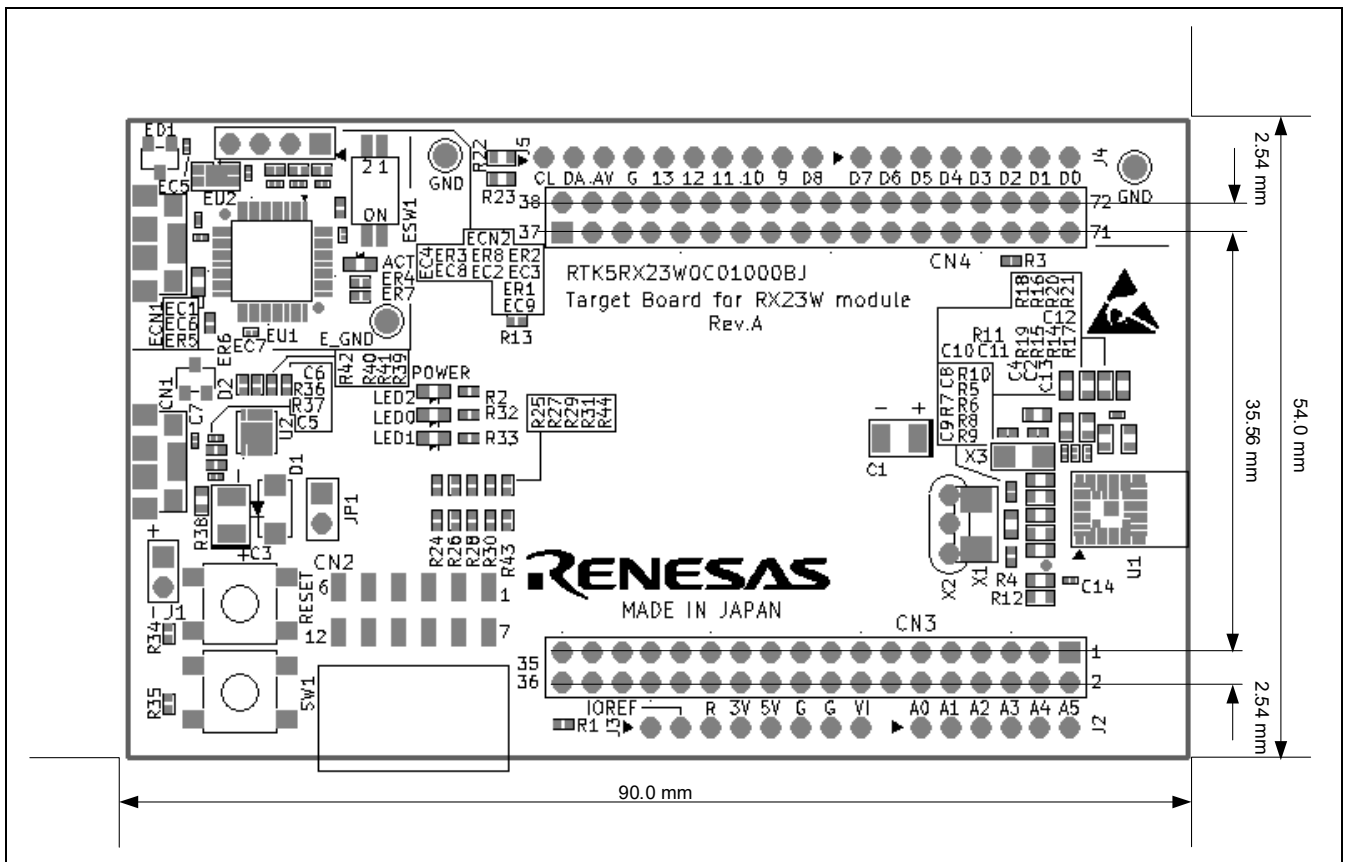 ED1
EC5
EU2
2 1
ON
ESW1
GND
R22
R23
J5
CL DA AV G 13 12 11 10 9 D8 D7 D6 D5 D4 D3 D2 D1 D0
J4
GND
38
72
37
71
CN4
R3
ECN2
EC4 ER3 ER8 ER2
EC8 EC2 EC3
ER1
EC9
R13
ACT
ER4
ER7
E_GND
ECN1
EC1
EC6
ER5
EU1
ER6
EC7
RTK5RX23W0C01000BJ
Target Board for RX23W module
Rev.A
R18 R16 R20 R21
C12
R11
C10 C11
R19 R15 R14 R17
C4 C2 C13
C8 R10
R5
R7 R6
R8
C9 R9
CN1
D2
C6
R36
R37
C5
R42 R40 R41 R39
POWER
LED2
R2
LED0
R32
LED1
R33
R25 R27 R29 R31 R44
- +
C1
X3
U2
D1
JP1
R38
+C3
R24 R26 R28 R30 R43
CN2
6
1
12
7
+
-
J1
RESET
R34
R35
SW1
RENESAS
MADE IN JAPAN
X2
X1
R4
R12
C14
U1
CN3
35
1
36
2
IOREF R 3V 5V G G VI A0 A1 A2 A3 A4 A5
R1
J3
J2
2.54 mm
35.56 mm
54.0 mm
2.54 mm
90.0 mm